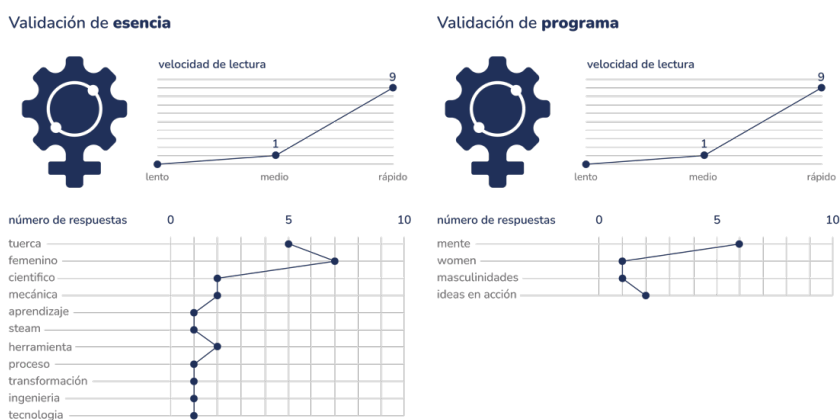 Validación de esencia
velocidad de lectura
9
1
lento medio rápido
número de respuestas 0 5 10
tuerca
femenino
cientifico
mecánica
aprendizaje
steam
herramienta
proceso
transformación
ingenieria
tecnologia
Validación de programa
velocidad de lectura
9
1
lento medio rápido
número de respuestas 0 5 10
mente
women
masculinidades
ideas en acción